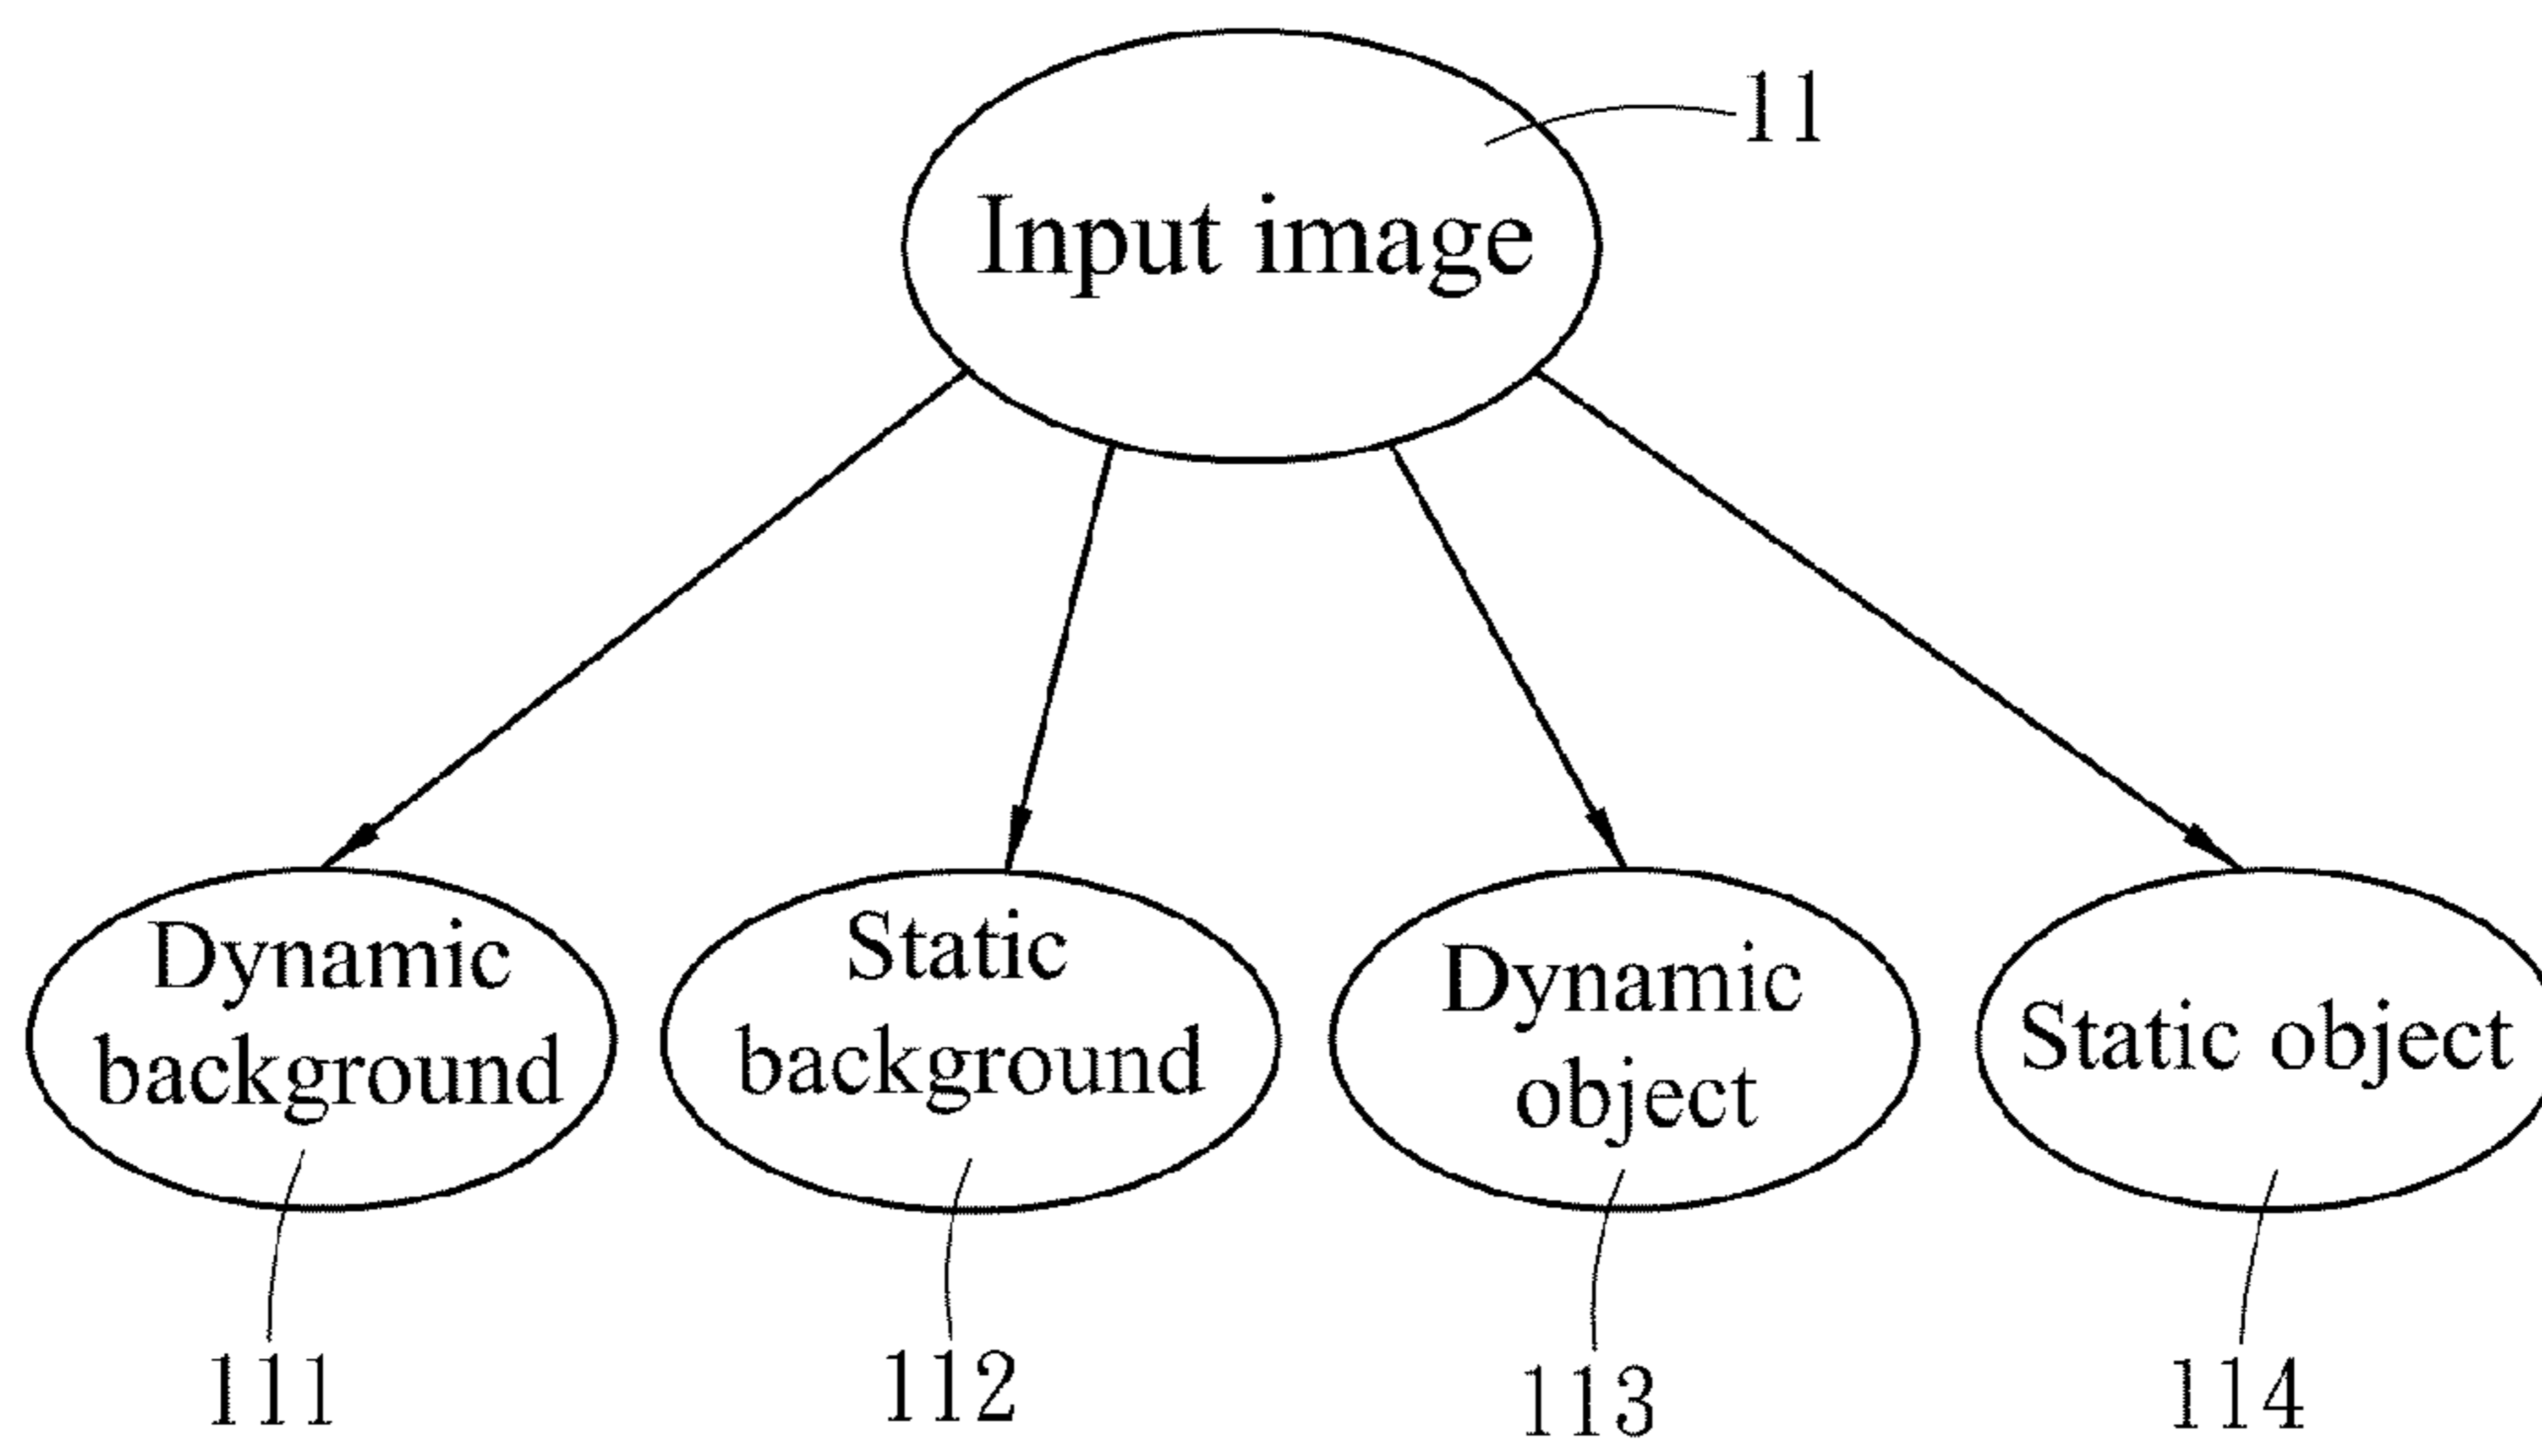 11
Input image
Dynamic
background
Static
background
Dynamic
object
Static object
111
112
113
114